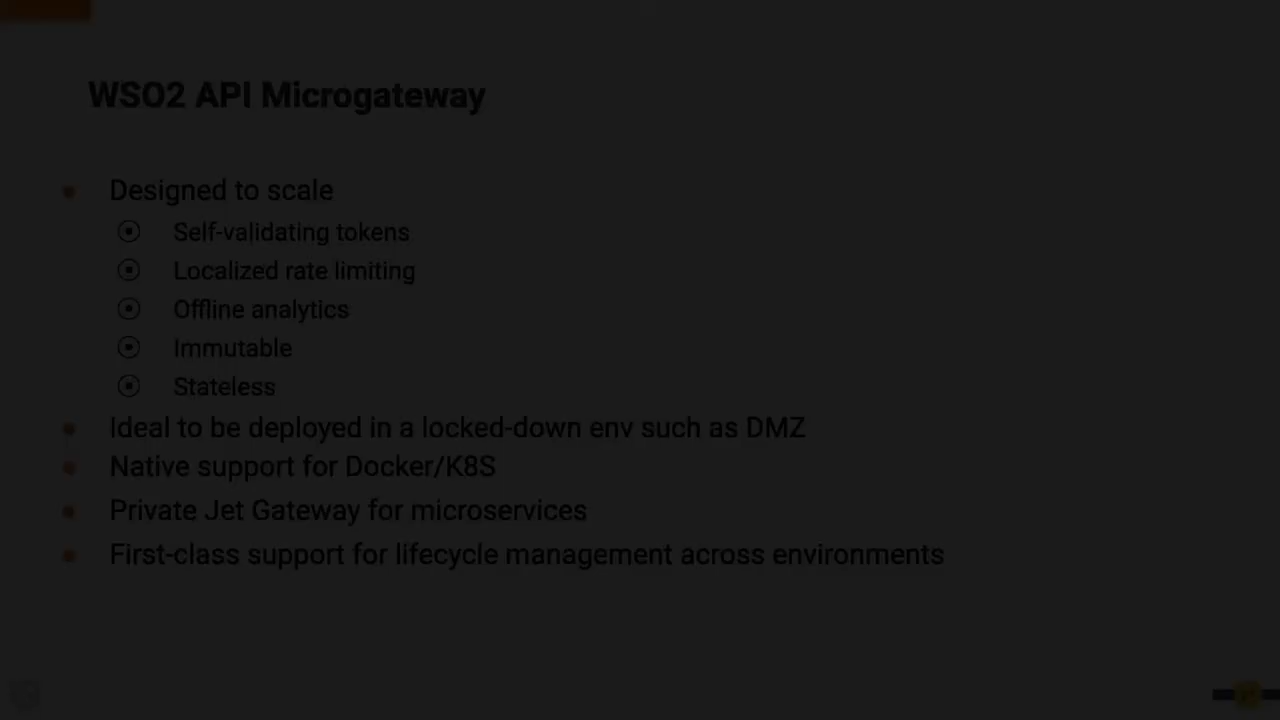 WSO2 API Microgateway
Designed to scale
Self-validating tokens
Localized rate limiting
Offline analytics
Immutable
Stateless
Ideal to be deployed in a locked-down env such as DMZ
Native support for Docker/K8S
Private Jet Gateway for microservices
First-class support for lifecycle management across environments